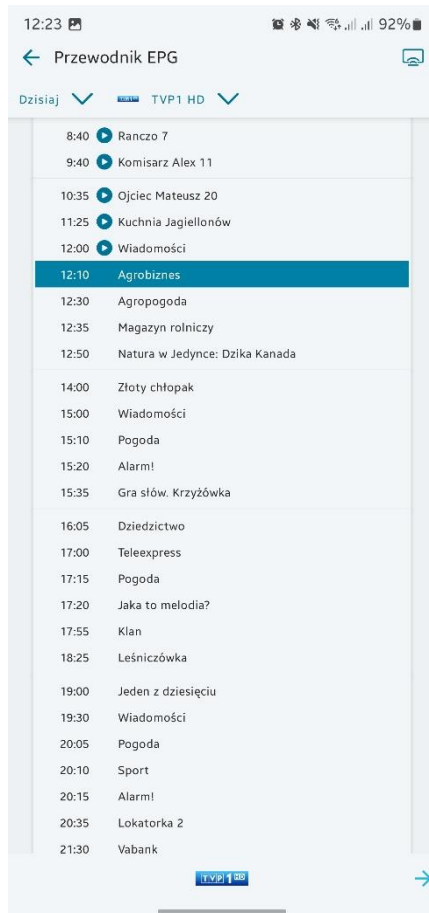 12:23 92%
Przewodnik EPG
Dzisiaj TVP1 HD
8:40 Ranczo 7
9:40 Komisarz Alex 11
10:35 Ojciec Mateusz 20
11:25 Kuchnia Jagiellonów
12:00 Wiadomości
12:10 Agrobiznes
12:30 Agropogoda
12:35 Magazyn rolniczy
12:50 Natura w Jedynce: Dzika Kanada
14:00 Złoty chłopak
15:00 Wiadomości
15:10 Pogoda
15:20 Alarm!
15:35 Gra słów. Krzyżówka
16:05 Dziedzictwo
17:00 Teleexpress
17:15 Pogoda
17:20 Jaka to melodia?
17:55 Klan
18:25 Leśniczówka
19:00 Jeden z dziesięciu
19:30 Wiadomości
20:05 Pogoda
20:10 Sport
20:15 Alarm!
20:35 Lokatorka 2
21:30 Vabank
TVP1 HD